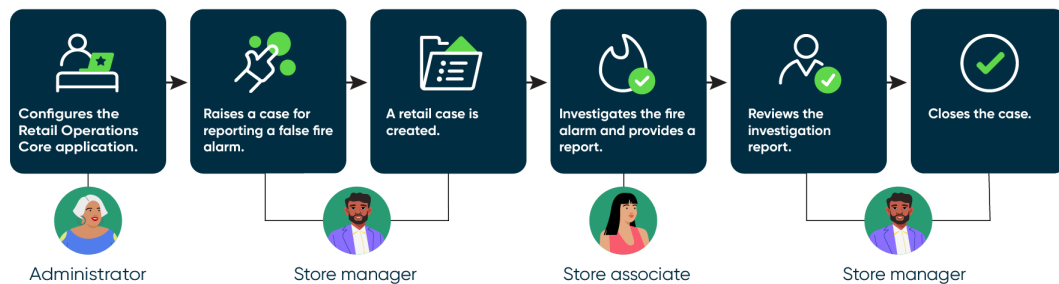 Configures the
Retail Operations
Core application.
Raises a case for
reporting a false fire
alarm.
A retail case is
created.
Investigates the fire
alarm and provides a
report.
Reviews the
investigation
report.
Closes the case.
Administrator
Store manager
Store associate
Store manager